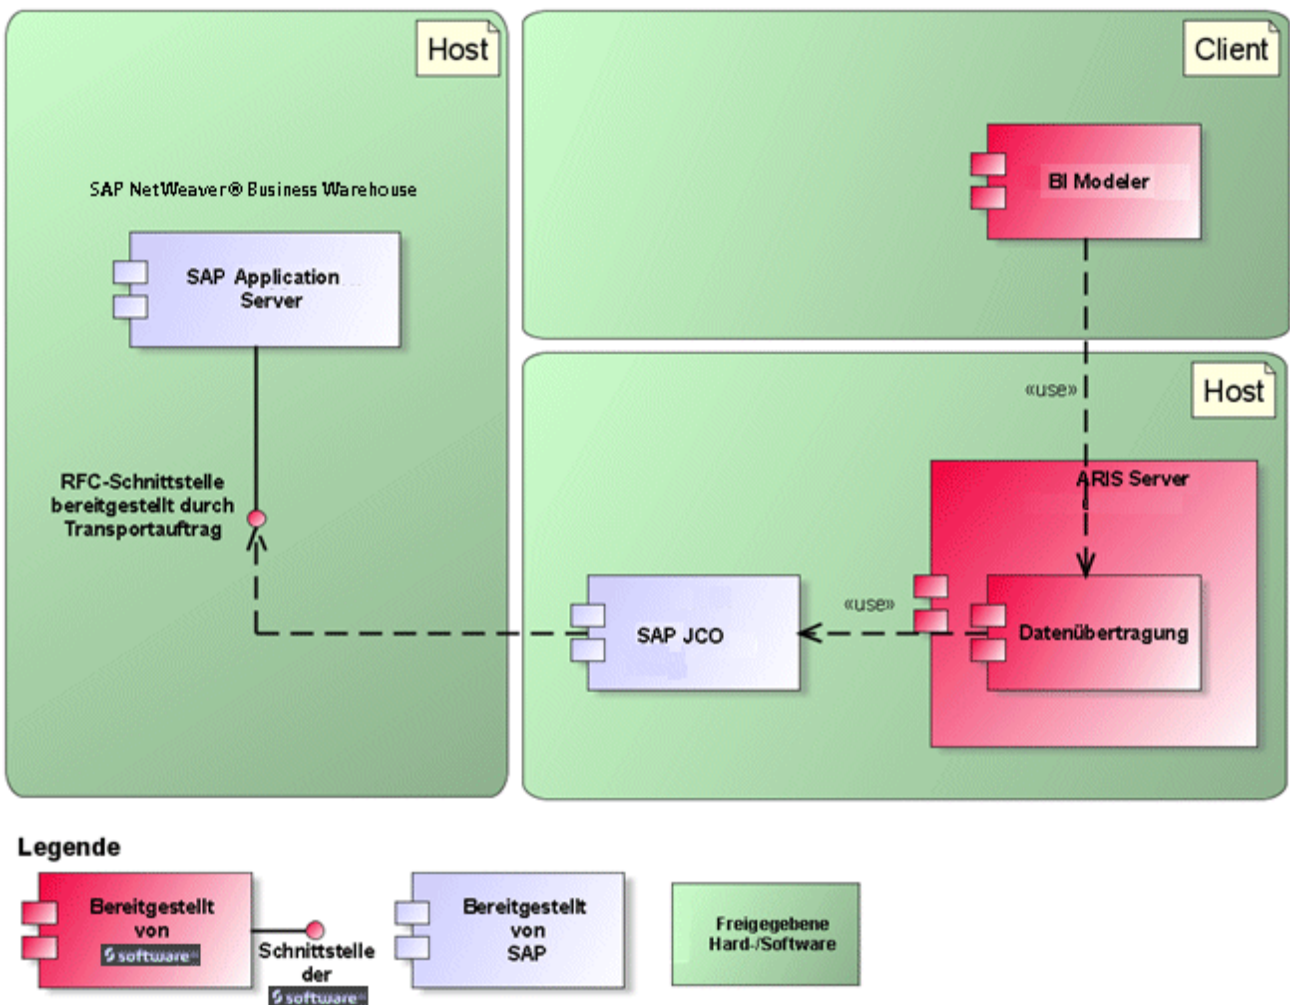 Host
SAP NetWeaver® Business Warehouse
SAP Application
Server
RFC-Schnittstelle
bereitgestellt durch
Transportauftrag
Client
BI Modeler
«use»
Host
ARIS Server
Datenübertragung
«use»
SAP JCO
Legende
Bereitgestellt
von
software
Schnittstelle
der
software
Bereitgestellt
von
SAP
Freigegebene
Hard-/Software